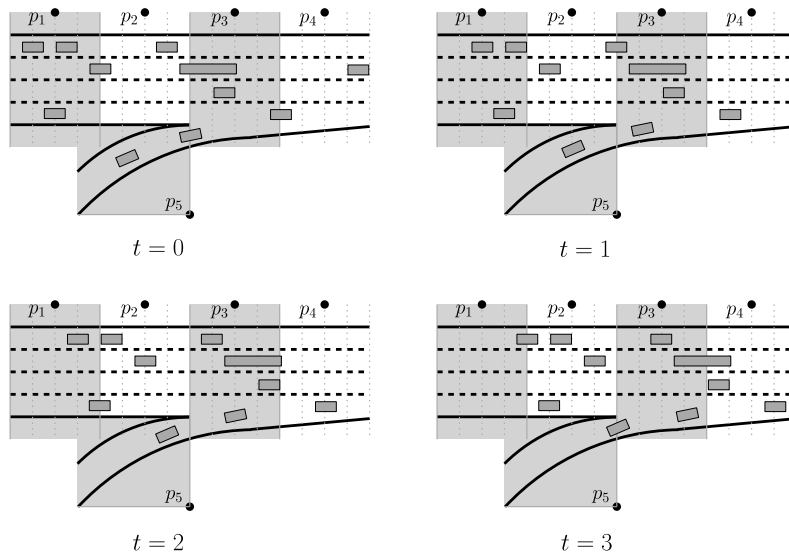 p₁ p₂ p₃ p₄
p₅
t = 0
p₁ p₂ p₃ p₄
p₅
t = 1
p₁ p₂ p₃ p₄
p₅
t = 2
p₁ p₂ p₃ p₄
p₅
t = 3